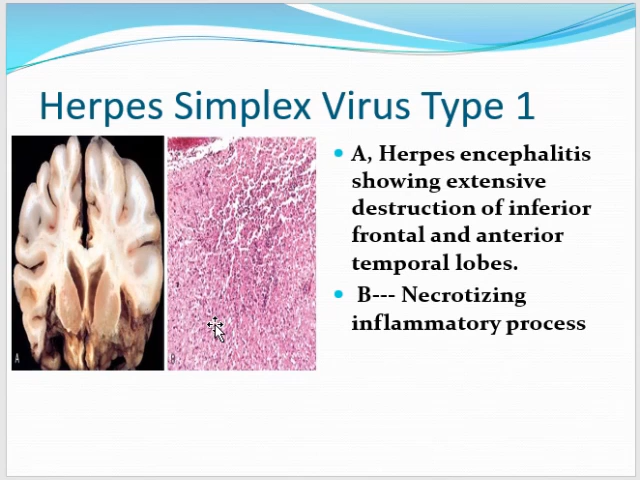 Herpes Simplex Virus Type 1
A, Herpes encephalitis
showing extensive
destruction of inferior
frontal and anterior
temporal lobes.
B--- Necrotizing
inflammatory process
A
B